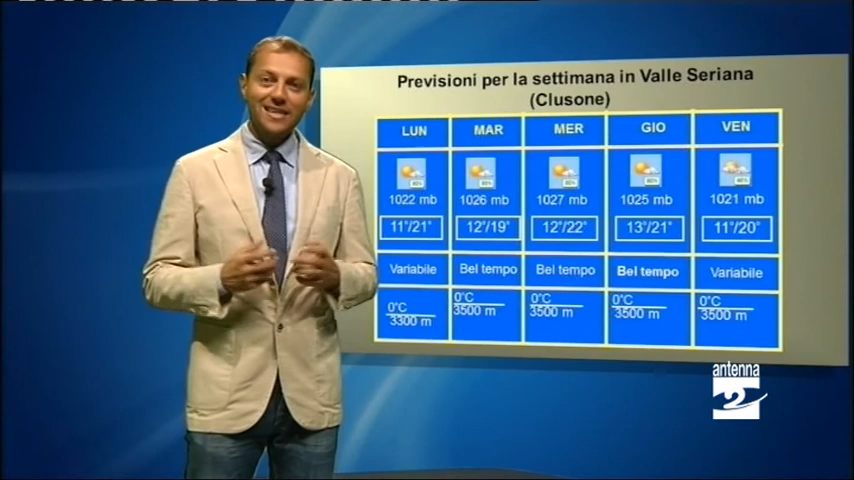 Previsioni per la settimana in Valle Seriana
(Clusone)
LUN MAR MER GIO VEN
1022 mb 1026 mb 1027 mb 1025 mb 1021 mb
11°/21° 12°/19° 12°/22° 13°/21° 11°/20°
Variabile Bel tempo Bel tempo Bel tempo Variabile
0°C 0°C 0°C 0°C 0°C
3300 m 3500 m 3500 m 3500 m 3500 m
antenna
2